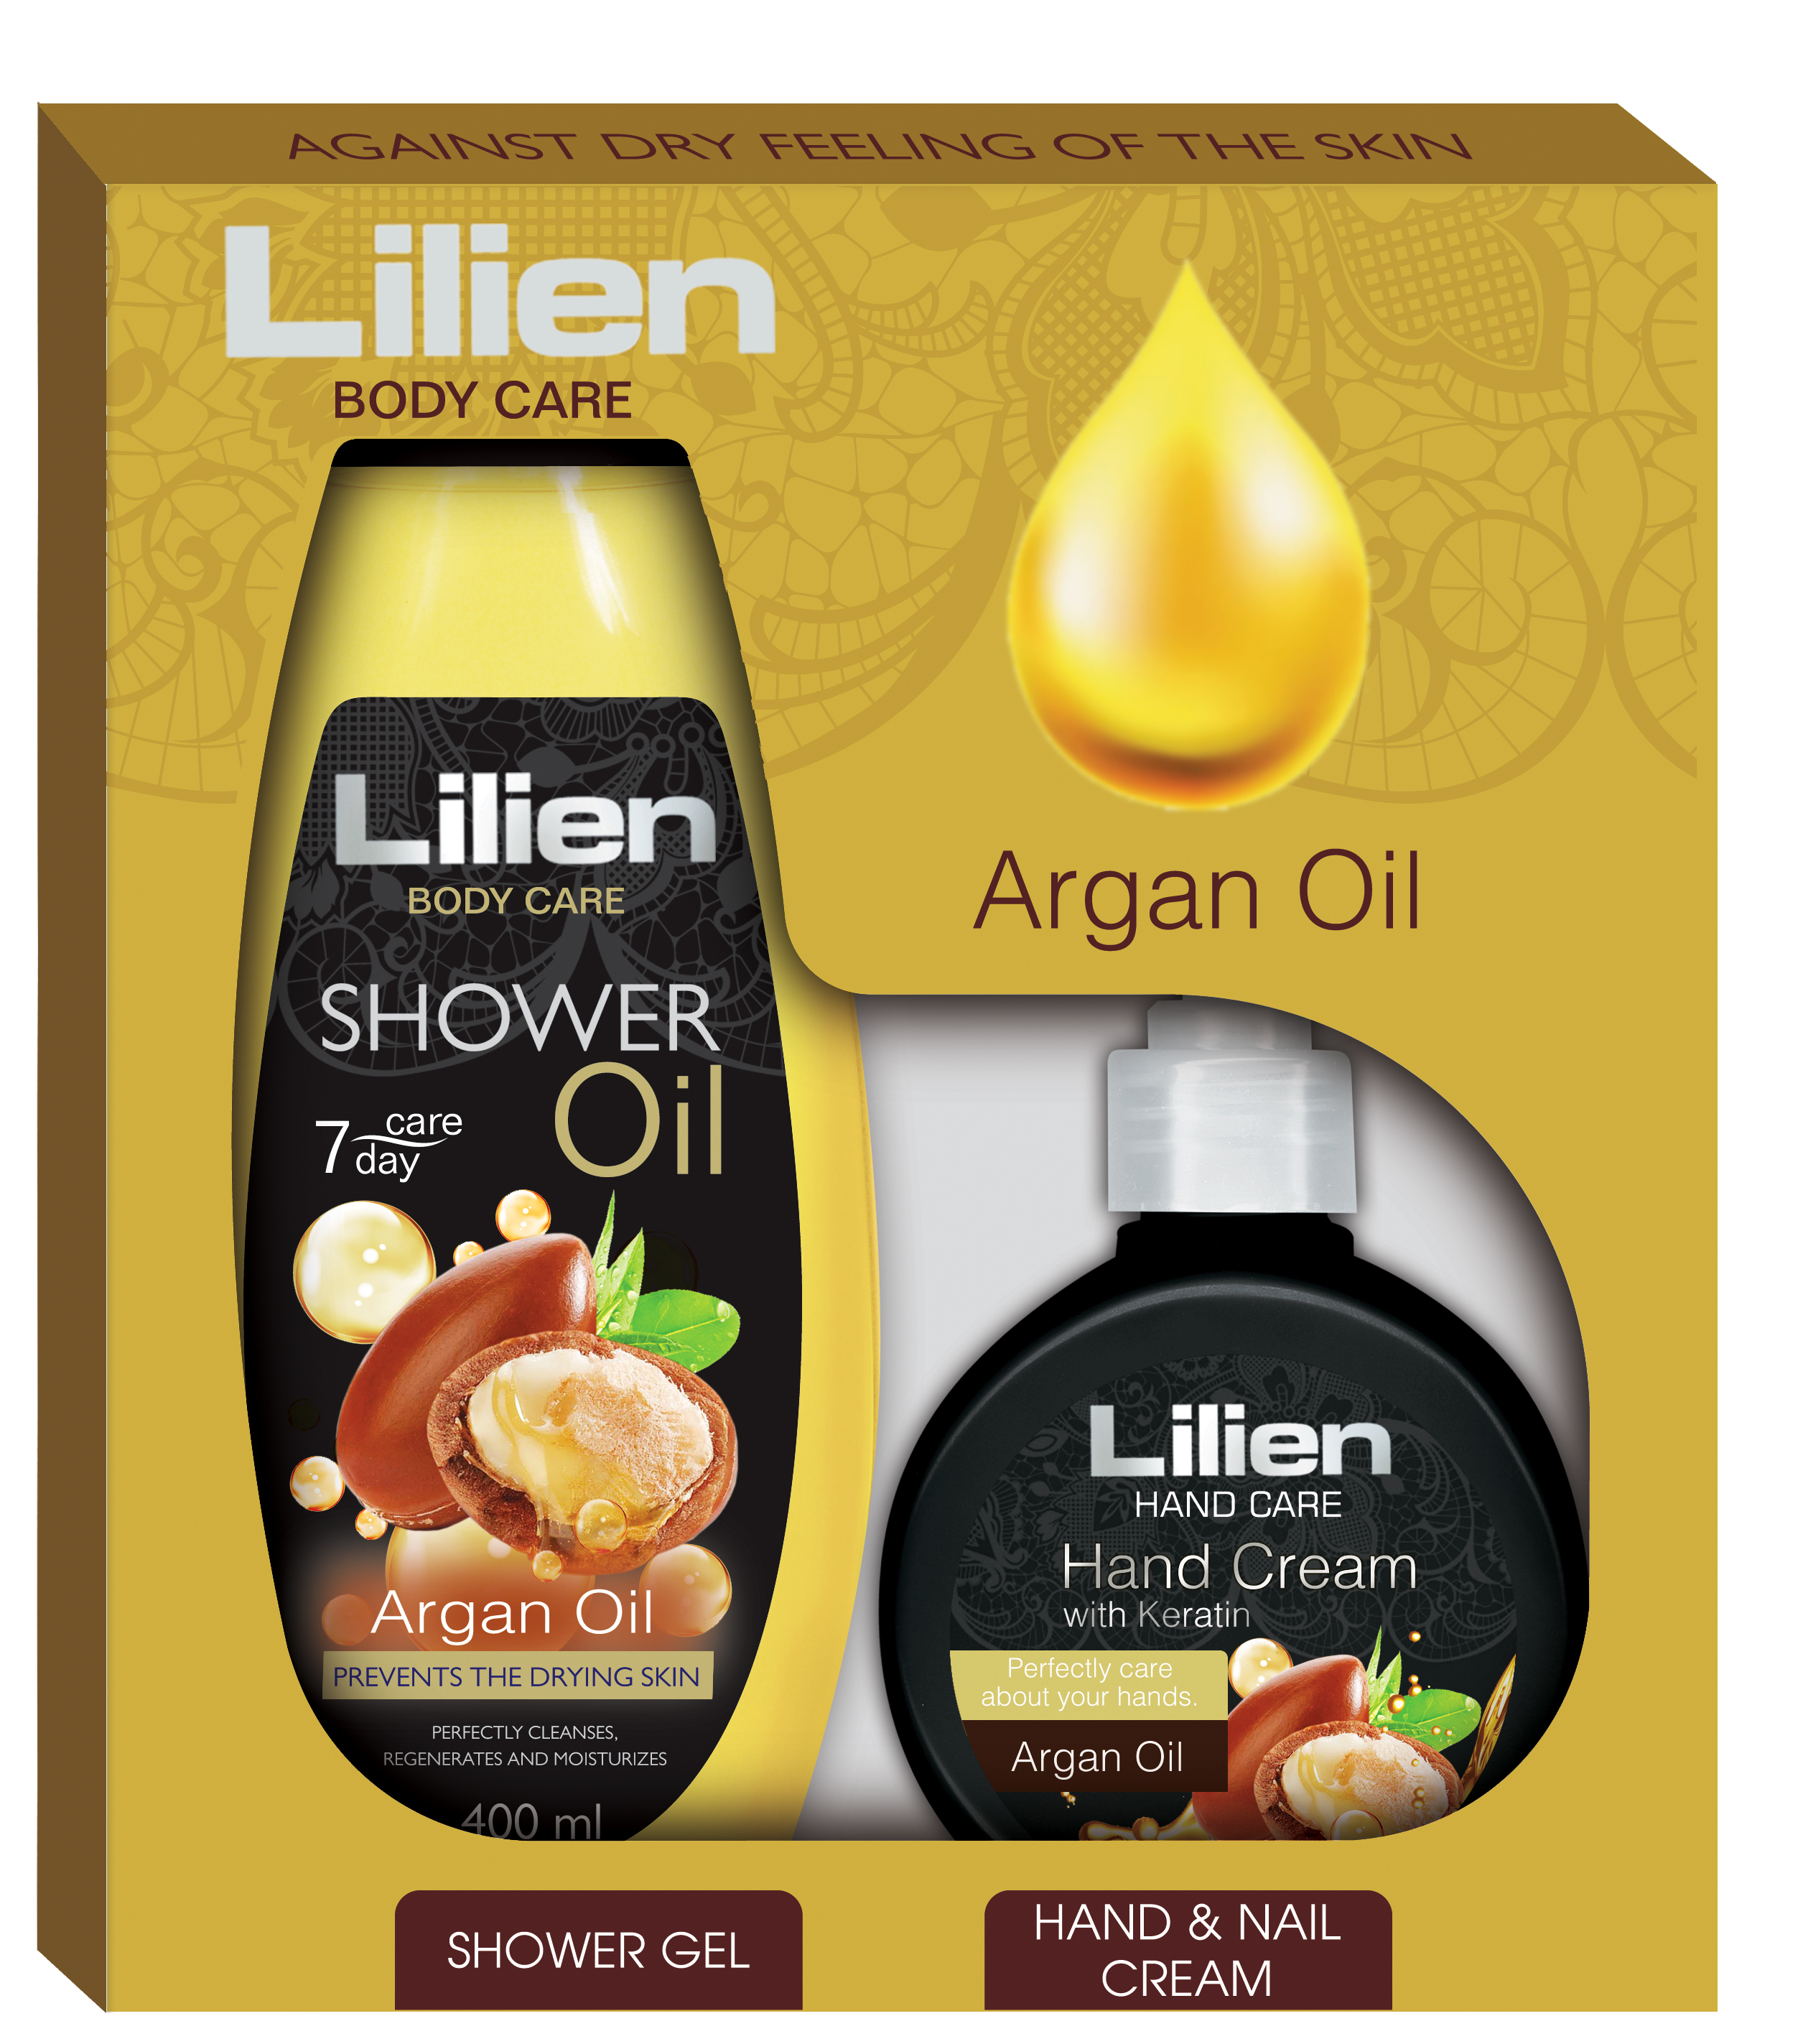 AGAINST DRY FEELING OF THE SKIN
Lilien
BODY CARE
Argan Oil
Lilien
BODY CARE
SHOWER
Oil
7 care
day
Argan Oil
PREVENTS THE DRYING SKIN
PERFECTLY CLEANSES,
REGENERATES AND MOISTURIZES
400 ml
Lilien
HAND CARE
Hand Cream
with Keratin
Perfectly care
about your hands.
Argan Oil
SHOWER GEL
HAND & NAIL
CREAM